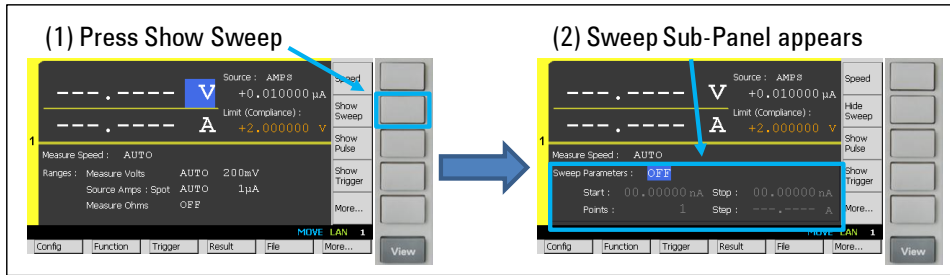 (1) Press Show Sweep
(2) Sweep Sub-Panel appears
Source : AMPS
---.---- V +0.010000 µA
Limit (Compliance) :
---.---- A +2.000000 V
1
Measure Speed : AUTO
Ranges : Measure Volts AUTO 200mV
Source Amps : Spot AUTO 1µA
Measure Ohms OFF
MOVE LAN 1
Speed
Show Sweep
Show Pulse
Show Trigger
More...
Config Function Trigger Result File More...
View
Source : AMPS
---.---- V +0.010000 µA
Limit (Compliance) :
---.---- A +2.000000 V
1
Measure Speed : AUTO
Sweep Parameters : OFF
Start : 00.00000 nA Stop : 00.00000 nA
Points : 1 Step : ---.---- A
MOVE LAN 1
Speed
Hide Sweep
Show Pulse
Show Trigger
More...
Config Function Trigger Result File More...
View